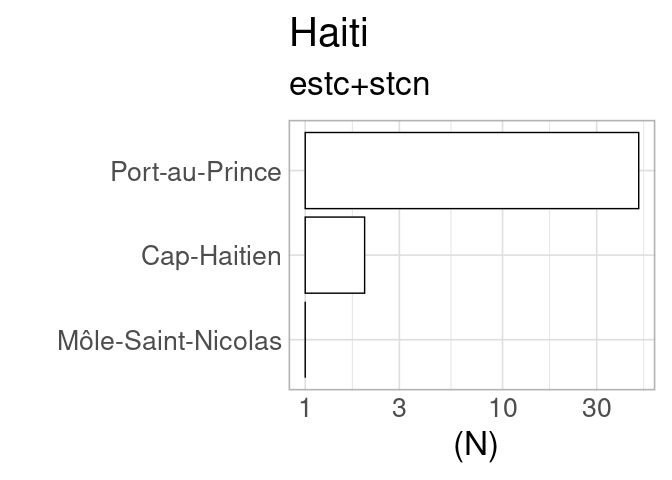 Haiti
estc+stcn
Port-au-Prince
Cap-Haitien
Môle-Saint-Nicolas
1 3 10 30
(N)